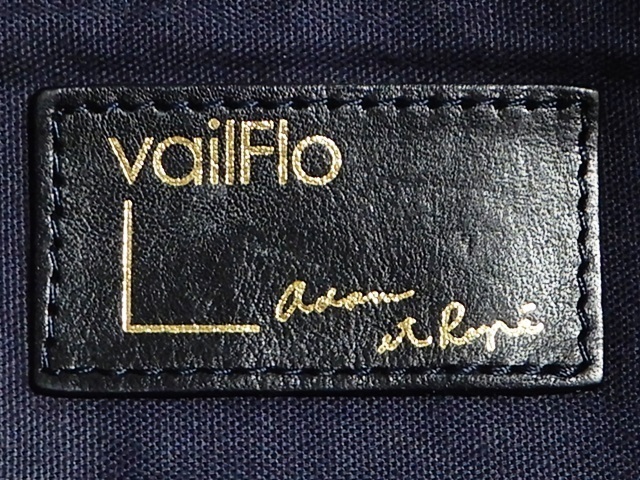 vailFlo
Adam
et Ropé